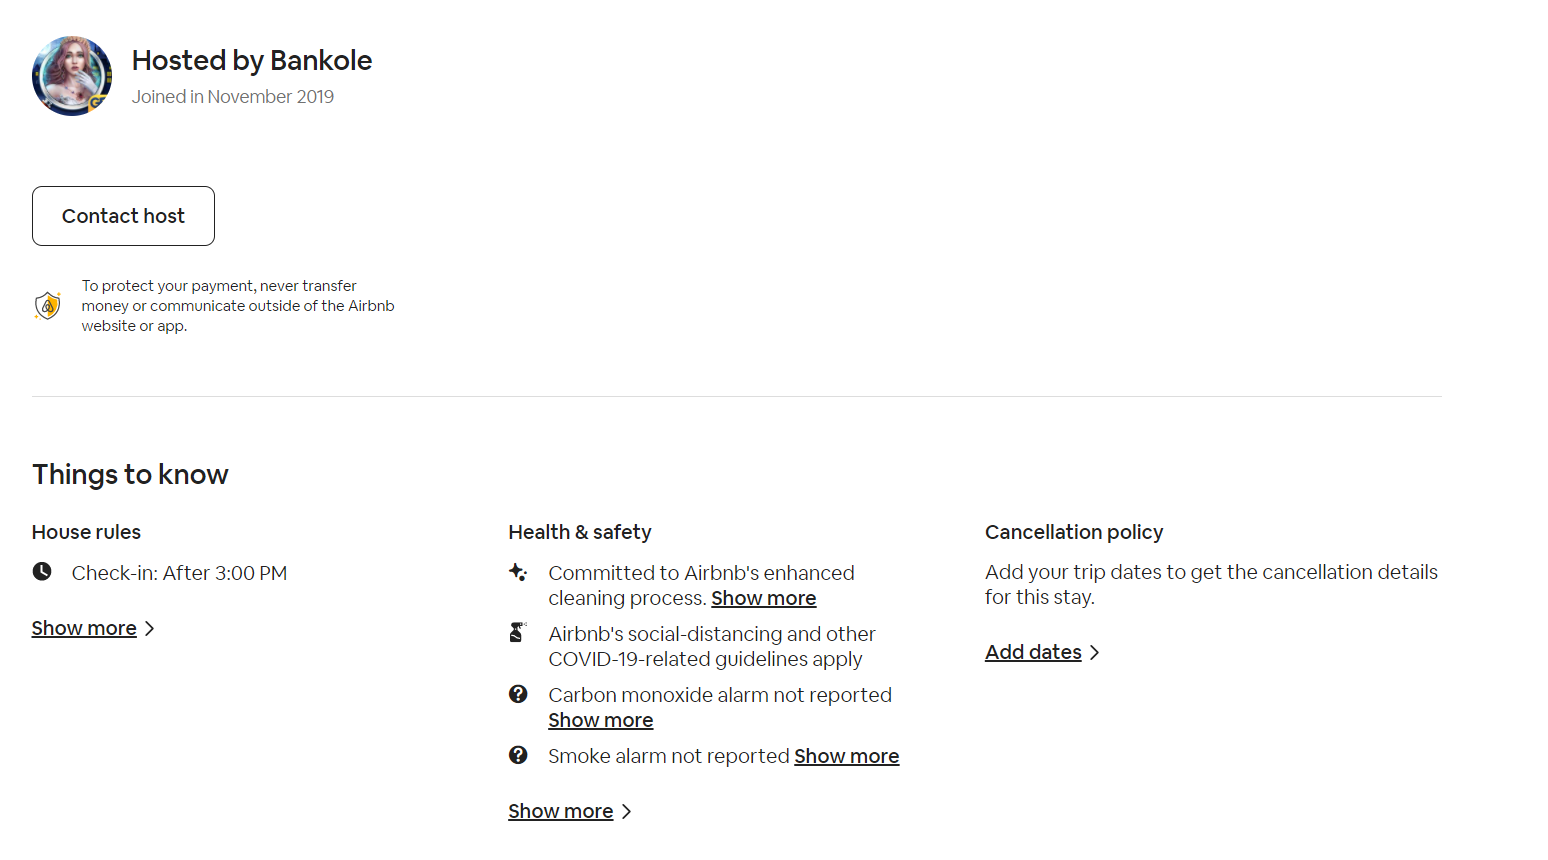 Hosted by Bankole
Joined in November 2019
Contact host
To protect your payment, never transfer
money or communicate outside of the Airbnb
website or app.
Things to know
House rules
Check-in: After 3:00 PM
Show more
Health & safety
Committed to Airbnb's enhanced
cleaning process. Show more
Airbnb's social-distancing and other
COVID-19-related guidelines apply
Carbon monoxide alarm not reported
Show more
Smoke alarm not reported Show more
Show more
Cancellation policy
Add your trip dates to get the cancellation details
for this stay.
Add dates